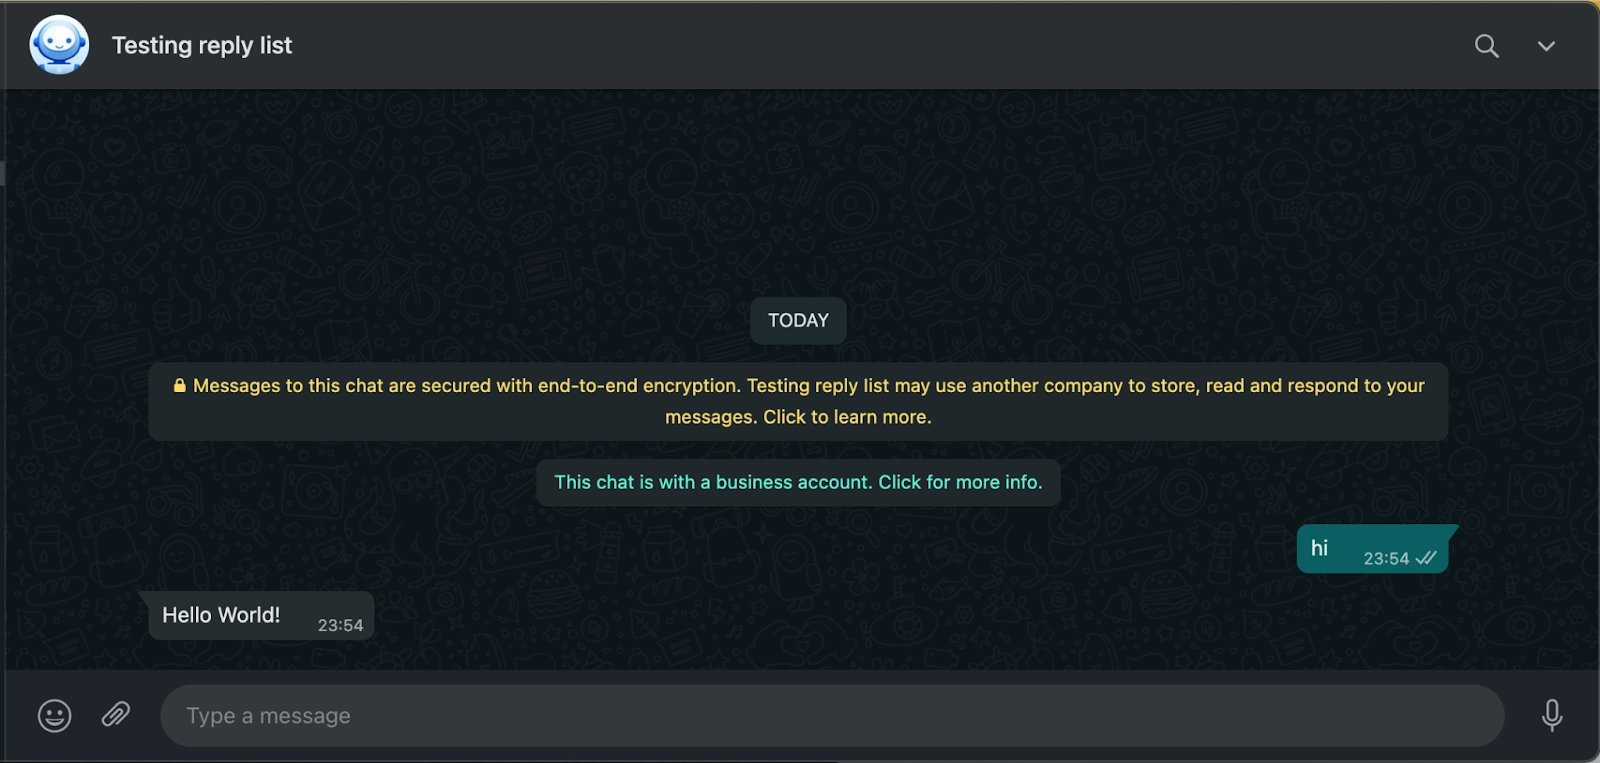 Testing reply list
TODAY
Messages to this chat are secured with end-to-end encryption. Testing reply list may use another company to store, read and respond to your
messages. Click to learn more.
This chat is with a business account. Click for more info.
hi 23:54
Hello World! 23:54
Type a message